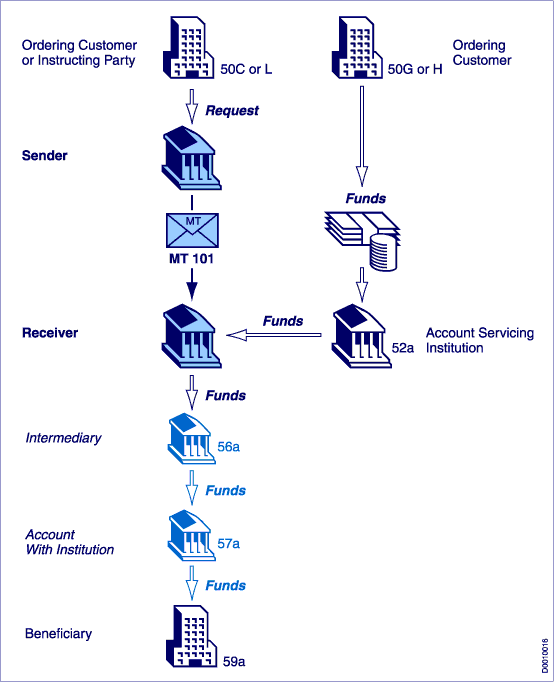 Ordering Customer
or Instructing Party
50C or L
50G or H
Ordering
Customer
Request
Sender
Funds
MT
MT 101
Receiver
Funds
52a
Account Servicing
Institution
Funds
Intermediary
56a
Funds
Account
With Institution
57a
Funds
Beneficiary
59a
D0010016